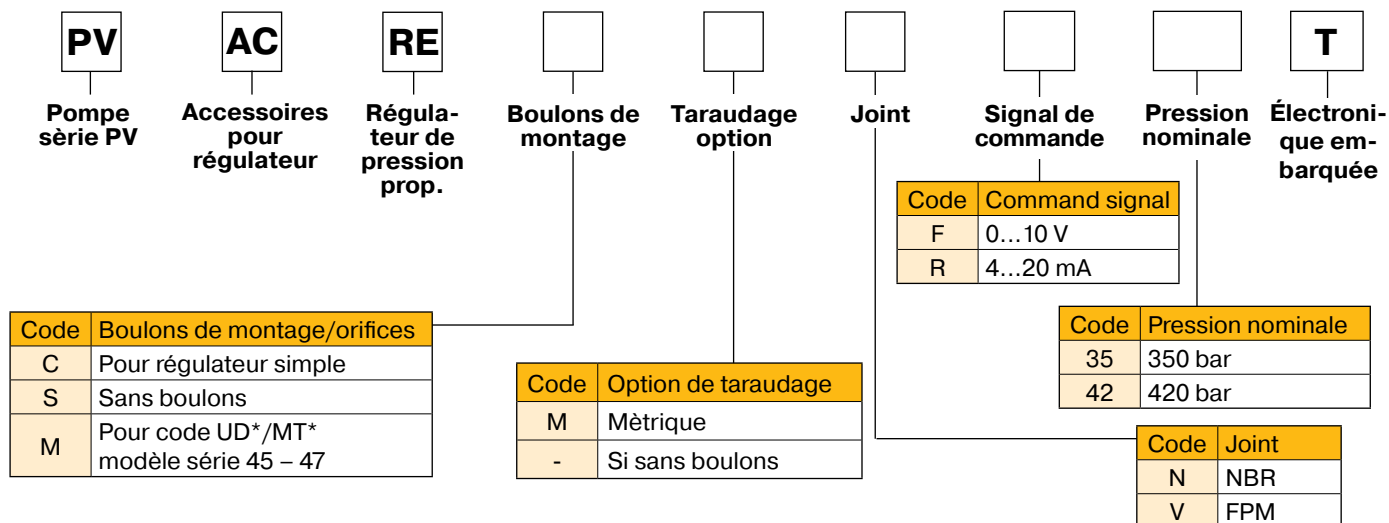 PV AC RE T
Pompe
sèrie PV
Accessoires
pour
régulateur
Régula-
teur de
pression
prop.
Boulons de
montage
Taraudage
option
Joint
Signal de
commande
Pression
nominale
Électroni-
que em-
barquée
Code Command signal
F 0…10 V
R 4…20 mA
Code Boulons de montage/orifices
C Pour régulateur simple
S Sans boulons
M Pour code UD*/MT*
modèle série 45 – 47
Code Option de taraudage
M Mètrique
- Si sans boulons
Code Pression nominale
35 350 bar
42 420 bar
Code Joint
N NBR
V FPM